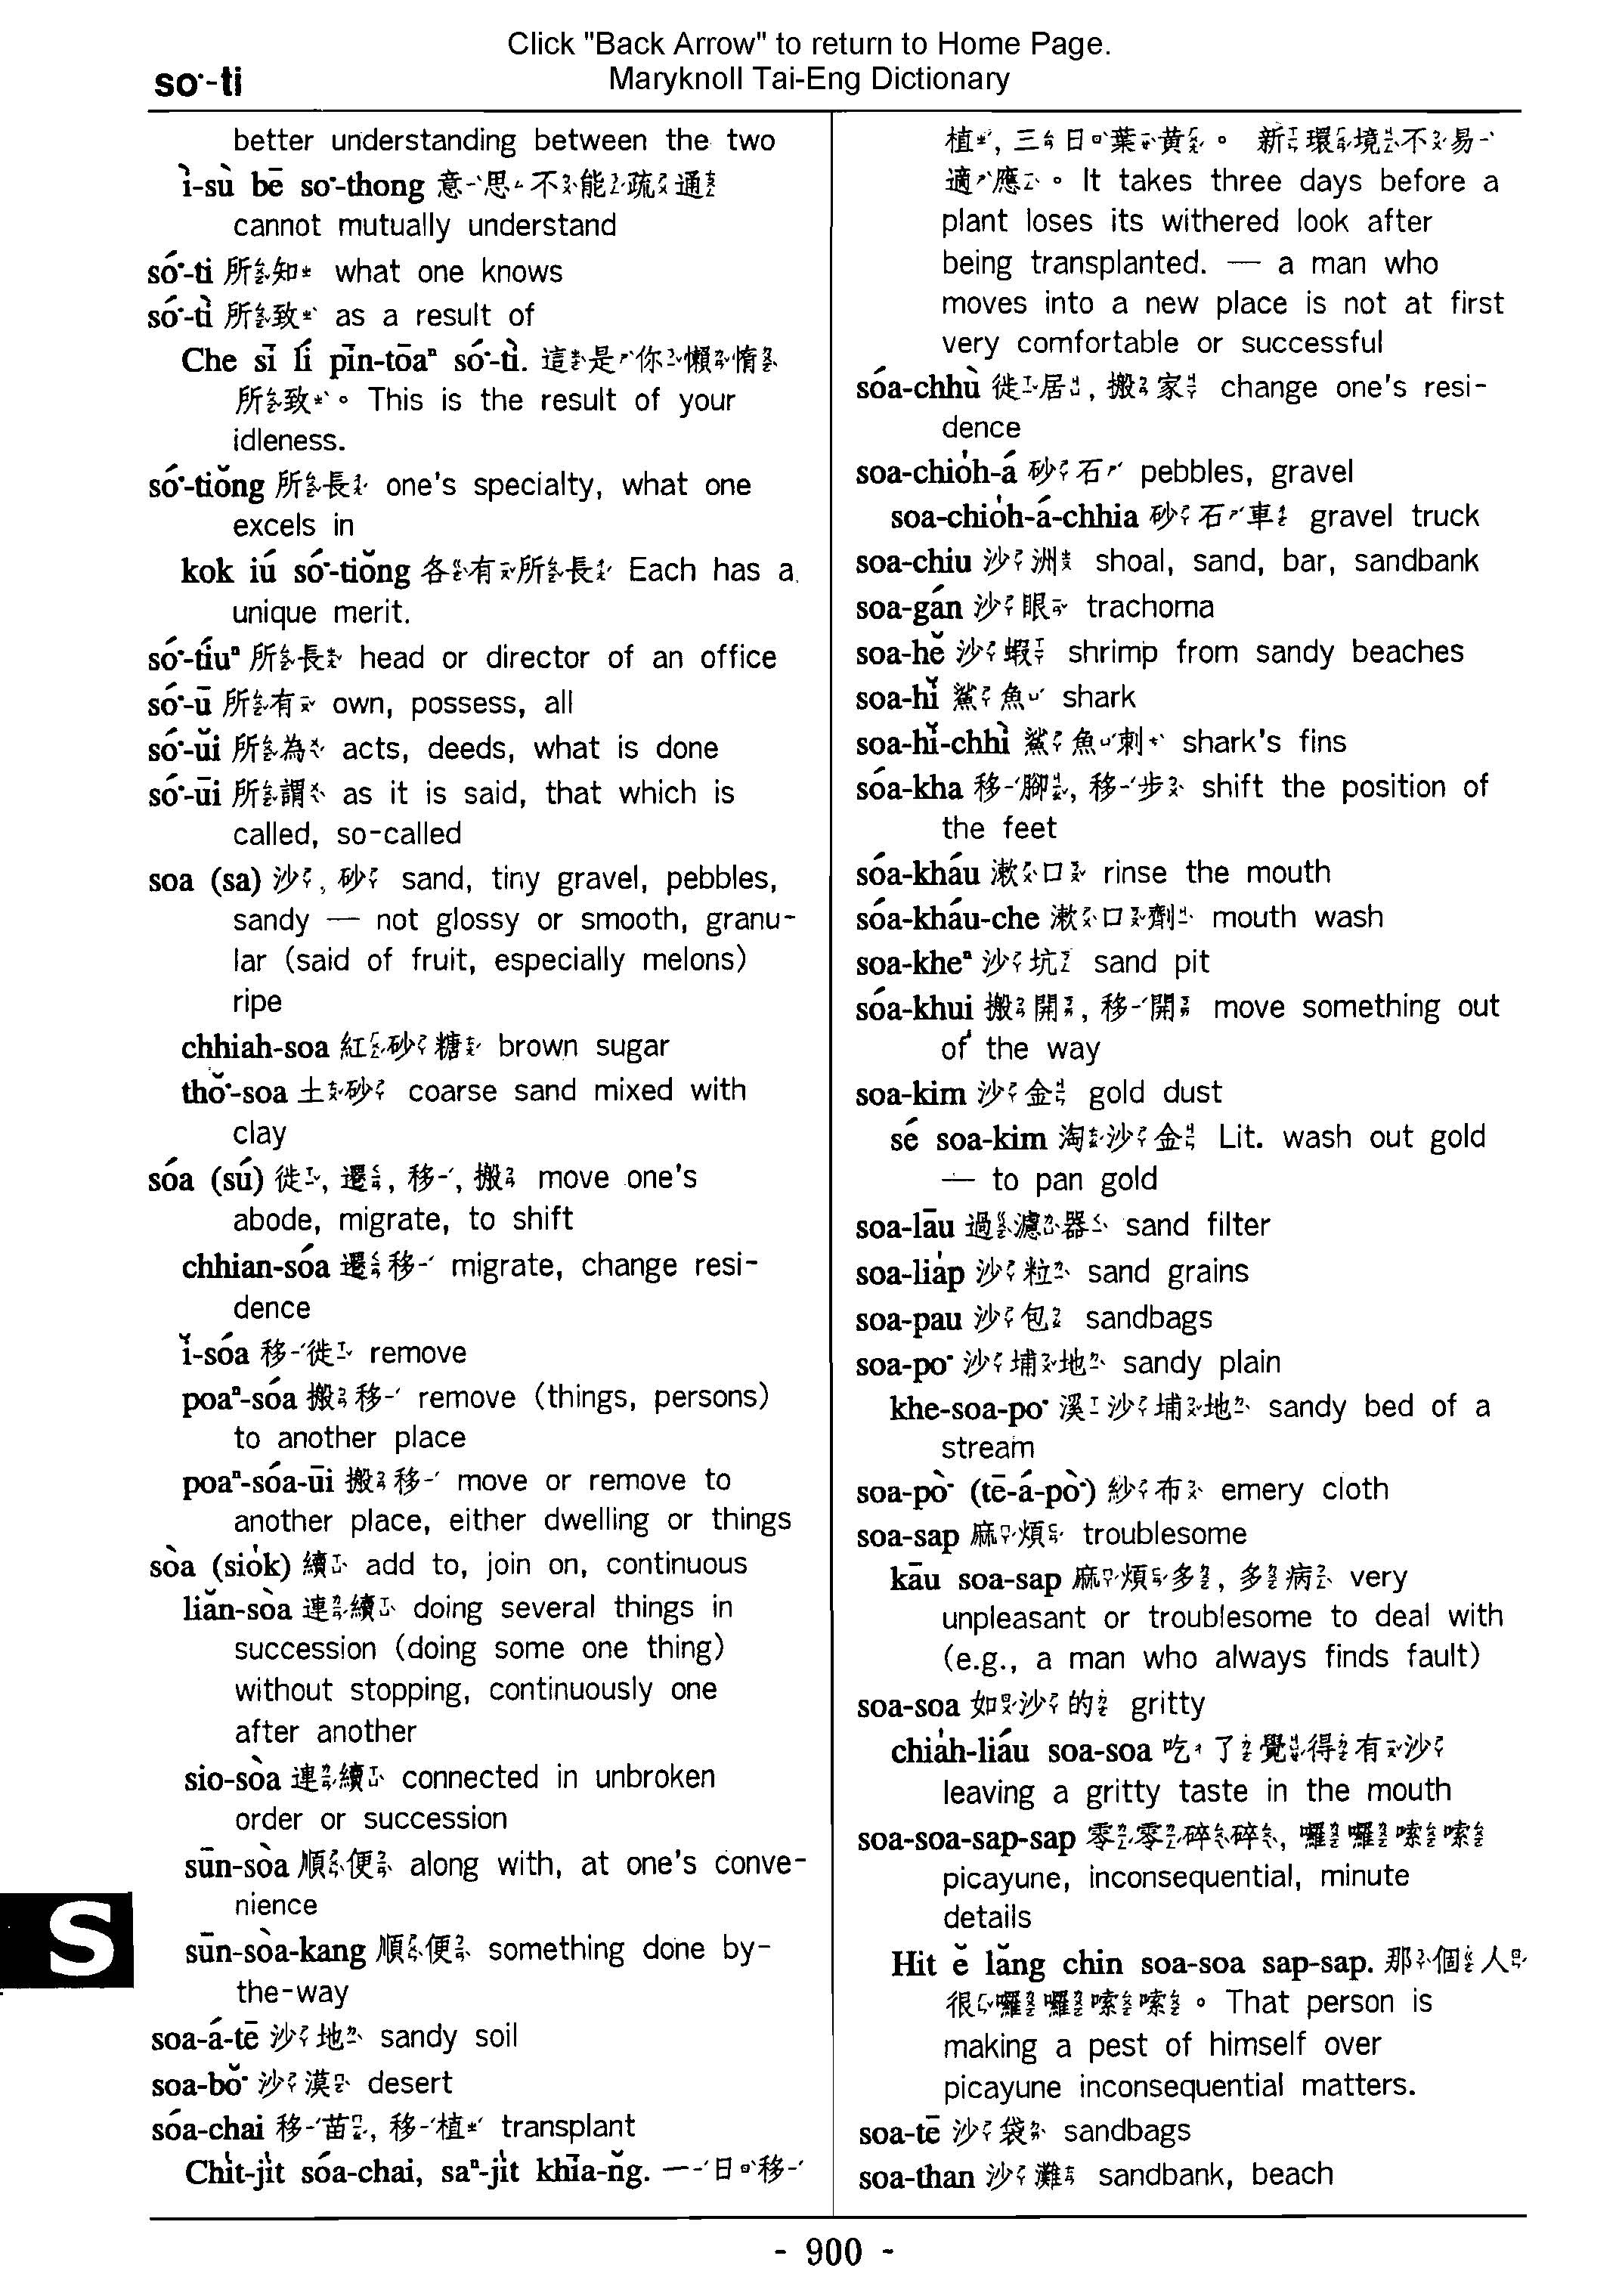 Click "Back Arrow" to return to Home Page.
Maryknoll Tai-Eng Dictionary
so͘-ti
better understanding between the two
ì-sù bē so͘-thong 意思不能疏通
cannot mutually understand
só͘-ti 所知 what one knows
só͘-tì 所致 as a result of
Che sī lí pīn-tōaⁿ só͘-tì. 這是你懶惰
所致。 This is the result of your
idleness.
só͘-tiŏng 所長 one's specialty, what one
excels in
kok iú só͘-tiŏng 各有所長 Each has a
unique merit.
só͘-tíuⁿ 所長 head or director of an office
só͘-ū 所有 own, possess, all
só͘-ŭi 所為 acts, deeds, what is done
só͘-ūi 所謂 as it is said, that which is
called, so-called
soa (sa) 沙, 砂 sand, tiny gravel, pebbles,
sandy — not glossy or smooth, granu-
lar (said of fruit, especially melons)
ripe
chhiah-soa 紅砂糖 brown sugar
thŏ͘-soa 土砂 coarse sand mixed with
clay
sóa (sú) 徙, 遷, 移, 搬 move one's
abode, migrate, to shift
chhian-sóa 遷移 migrate, change resi-
dence
ĭ-sóa 移徙 remove
poaⁿ-sóa 搬移 remove (things, persons)
to another place
poaⁿ-sóa-ūi 搬移 move or remove to
another place, either dwelling or things
sòa (sio̍k) 續 add to, join on, continuous
liăn-sòa 連續 doing several things in
succession (doing some one thing)
without stopping, continuously one
after another
sio-sòa 連續 connected in unbroken
order or succession
sūn-sòa 順便 along with, at one's conve-
nience
sūn-sòa-kang 順便 something done by-
the-way
soa-á-tē 沙地 sandy soil
soa-bŏ͘ 沙漠 desert
sóa-chai 移苗, 移植 transplant
Chi̍t-ji̍t sóa-chai, saⁿ-ji̍t khīa-n̆g. 一日移
植, 三日葉黄。 新環境不易
適應。 It takes three days before a
plant loses its withered look after
being transplanted. — a man who
moves into a new place is not at first
very comfortable or successful
sóa-chhù 徙居, 搬家 change one's resi-
dence
soa-chio̍h-á 砂石 pebbles, gravel
soa-chio̍h-á-chhia 砂石車 gravel truck
soa-chiu 沙洲 shoal, sand, bar, sandbank
soa-gán 沙眼 trachoma
soa-hĕ 沙蝦 shrimp from sandy beaches
soa-hĭ 鯊魚 shark
soa-hĭ-chhì 鯊魚刺 shark's fins
sóa-kha 移腳, 移步 shift the position of
the feet
sóa-kháu 漱口 rinse the mouth
sóa-kháu-che 漱口劑 mouth wash
soa-kheⁿ 沙坑 sand pit
sóa-khui 搬開, 移開 move something out
of the way
soa-kim 沙金 gold dust
sé soa-kim 淘沙金 Lit. wash out gold
— to pan gold
soa-lāu 過濾器 sand filter
soa-lia̍p 沙粒 sand grains
soa-pau 沙包 sandbags
soa-po͘ 沙埔地 sandy plain
khe-soa-po͘ 溪沙埔地 sandy bed of a
stream
soa-pò͘ (tē-á-pò͘) 紗布 emery cloth
soa-sap 麻煩 troublesome
kāu soa-sap 麻煩多, 多病 very
unpleasant or troublesome to deal with
(e.g., a man who always finds fault)
soa-soa 如沙的 gritty
chia̍h-liáu soa-soa 吃了覺得有沙
leaving a gritty taste in the mouth
soa-soa-sap-sap 零零碎碎, 囉囉嗦嗦
picayune, inconsequential, minute
details
Hit ĕ lăng chin soa-soa sap-sap. 那個人
很囉囉嗦嗦。 That person is
making a pest of himself over
picayune inconsequential matters.
soa-tē 沙袋 sandbags
soa-than 沙灘 sandbank, beach
S
- 900 -